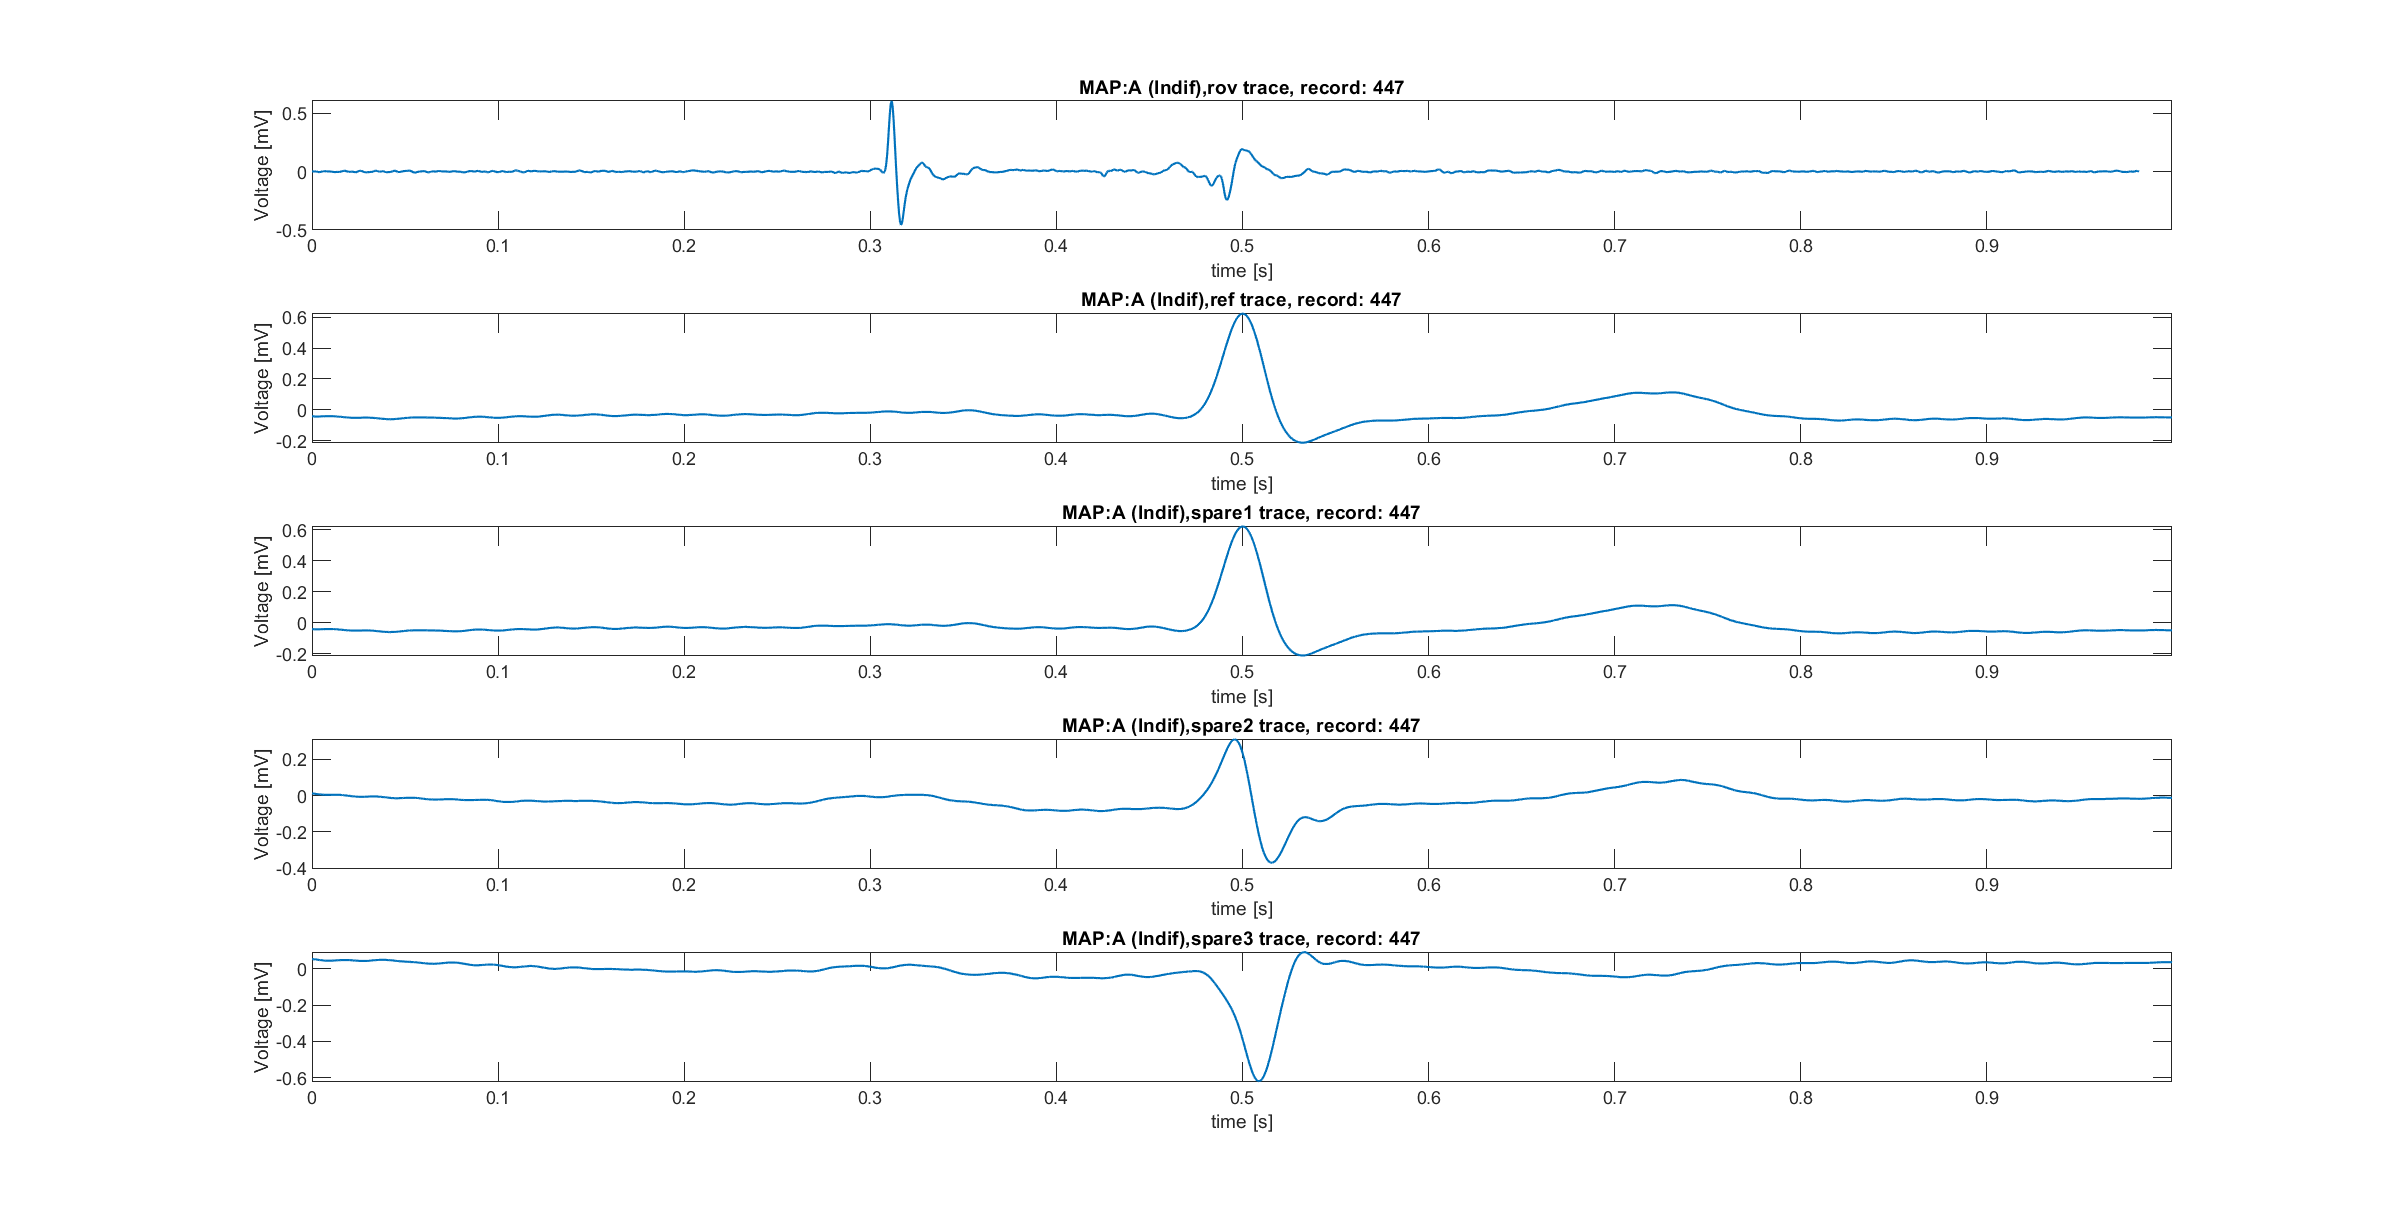 MAP:A (Indif),rov trace, record: 447
Voltage [mV]
0.5
0
-0.5
0 0.1 0.2 0.3 0.4 0.5 0.6 0.7 0.8 0.9
time [s]
MAP:A (Indif),ref trace, record: 447
Voltage [mV]
0.6
0.4
0.2
0
-0.2
0 0.1 0.2 0.3 0.4 0.5 0.6 0.7 0.8 0.9
time [s]
MAP:A (Indif),spare1 trace, record: 447
Voltage [mV]
0.6
0.4
0.2
0
-0.2
0 0.1 0.2 0.3 0.4 0.5 0.6 0.7 0.8 0.9
time [s]
MAP:A (Indif),spare2 trace, record: 447
Voltage [mV]
0.2
0
-0.2
-0.4
0 0.1 0.2 0.3 0.4 0.5 0.6 0.7 0.8 0.9
time [s]
MAP:A (Indif),spare3 trace, record: 447
Voltage [mV]
0
-0.2
-0.4
-0.6
0 0.1 0.2 0.3 0.4 0.5 0.6 0.7 0.8 0.9
time [s]